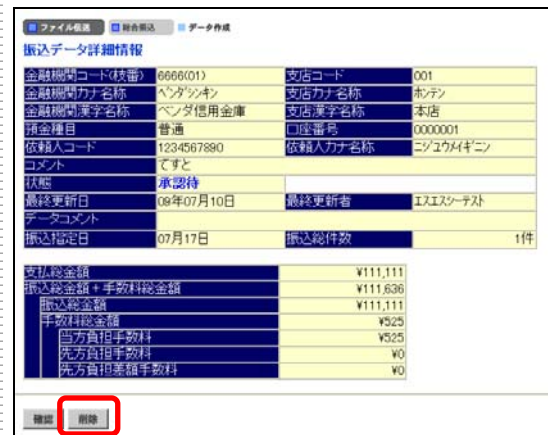 ファイル伝送 総合振込 データ作成
振込データ詳細情報
金融機関コード(枝番) 6666(01) 支店コード 001
金融機関カナ名称 ベンダシンキン 支店カナ名称 ホンテン
金融機関漢字名称 ベンダ信用金庫 支店漢字名称 本店
預金種目 普通 口座番号 0000001
依頼人コード 1234567890 依頼人カナ名称 ニジュウメイギニン
コメント てすと
状態 承認待
最終更新日 09年07月10日 最終更新者 エスエスシーテスト
データコメント
振込指定日 07月17日 振込総件数 1件
支払総金額 ¥111,111
振込総金額+手数料総金額 ¥111,636
振込総金額 ¥111,111
手数料総金額 ¥525
当方負担手数料 ¥525
先方負担手数料 ¥0
先方負担差額手数料 ¥0
確認 削除